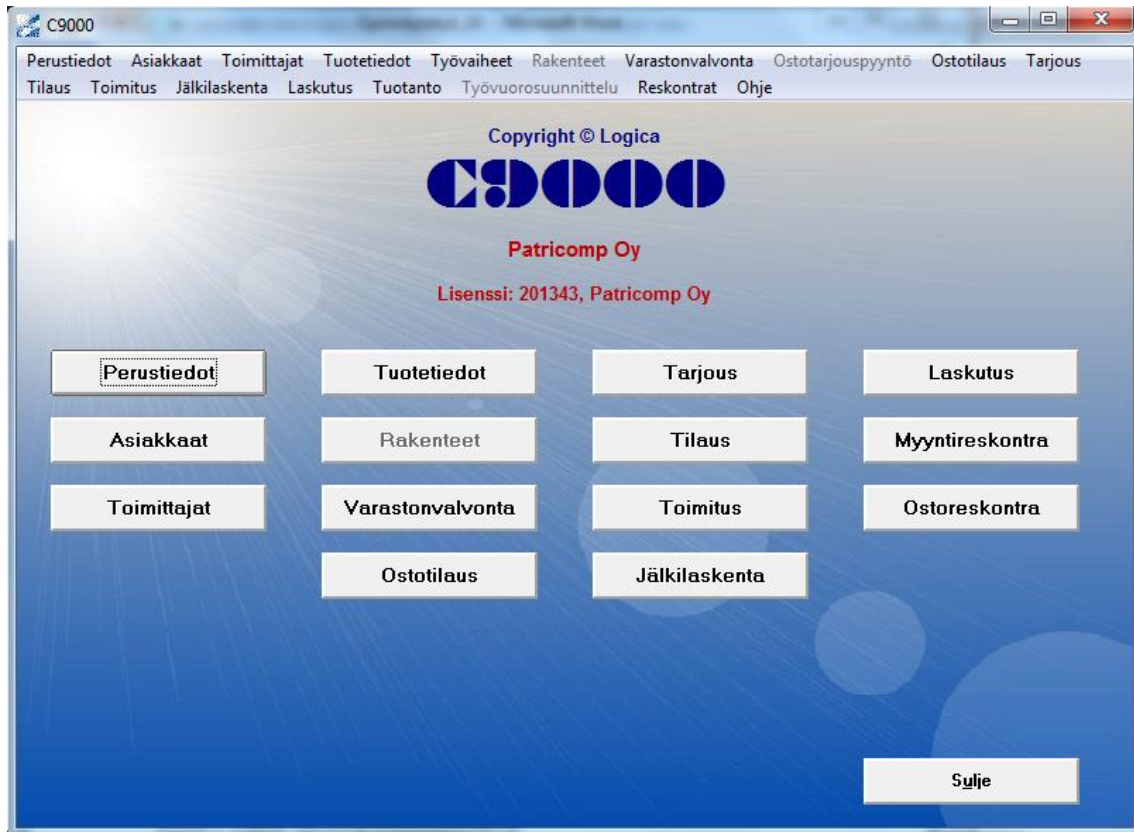 C9000
Perustiedot Asiakkaat Toimittajat Tuotetiedot Työvaiheet Rakenteet Varastonvalvonta Ostotarjouspyyntö Ostotilaus Tarjous
Tilaus Toimitus Jälkilaskenta Laskutus Tuotanto Työvuorosuunnittelu Reskontrat Ohje
Copyright © Logica
C9000
Patricomp Oy
Lisenssi: 201343, Patricomp Oy
Perustiedot Tuotetiedot Tarjous Laskutus
Asiakkaat Rakenteet Tilaus Myyntireskontra
Toimittajat Varastonvalvonta Toimitus Ostoreskontra
Ostotilaus Jälkilaskenta
Sulje